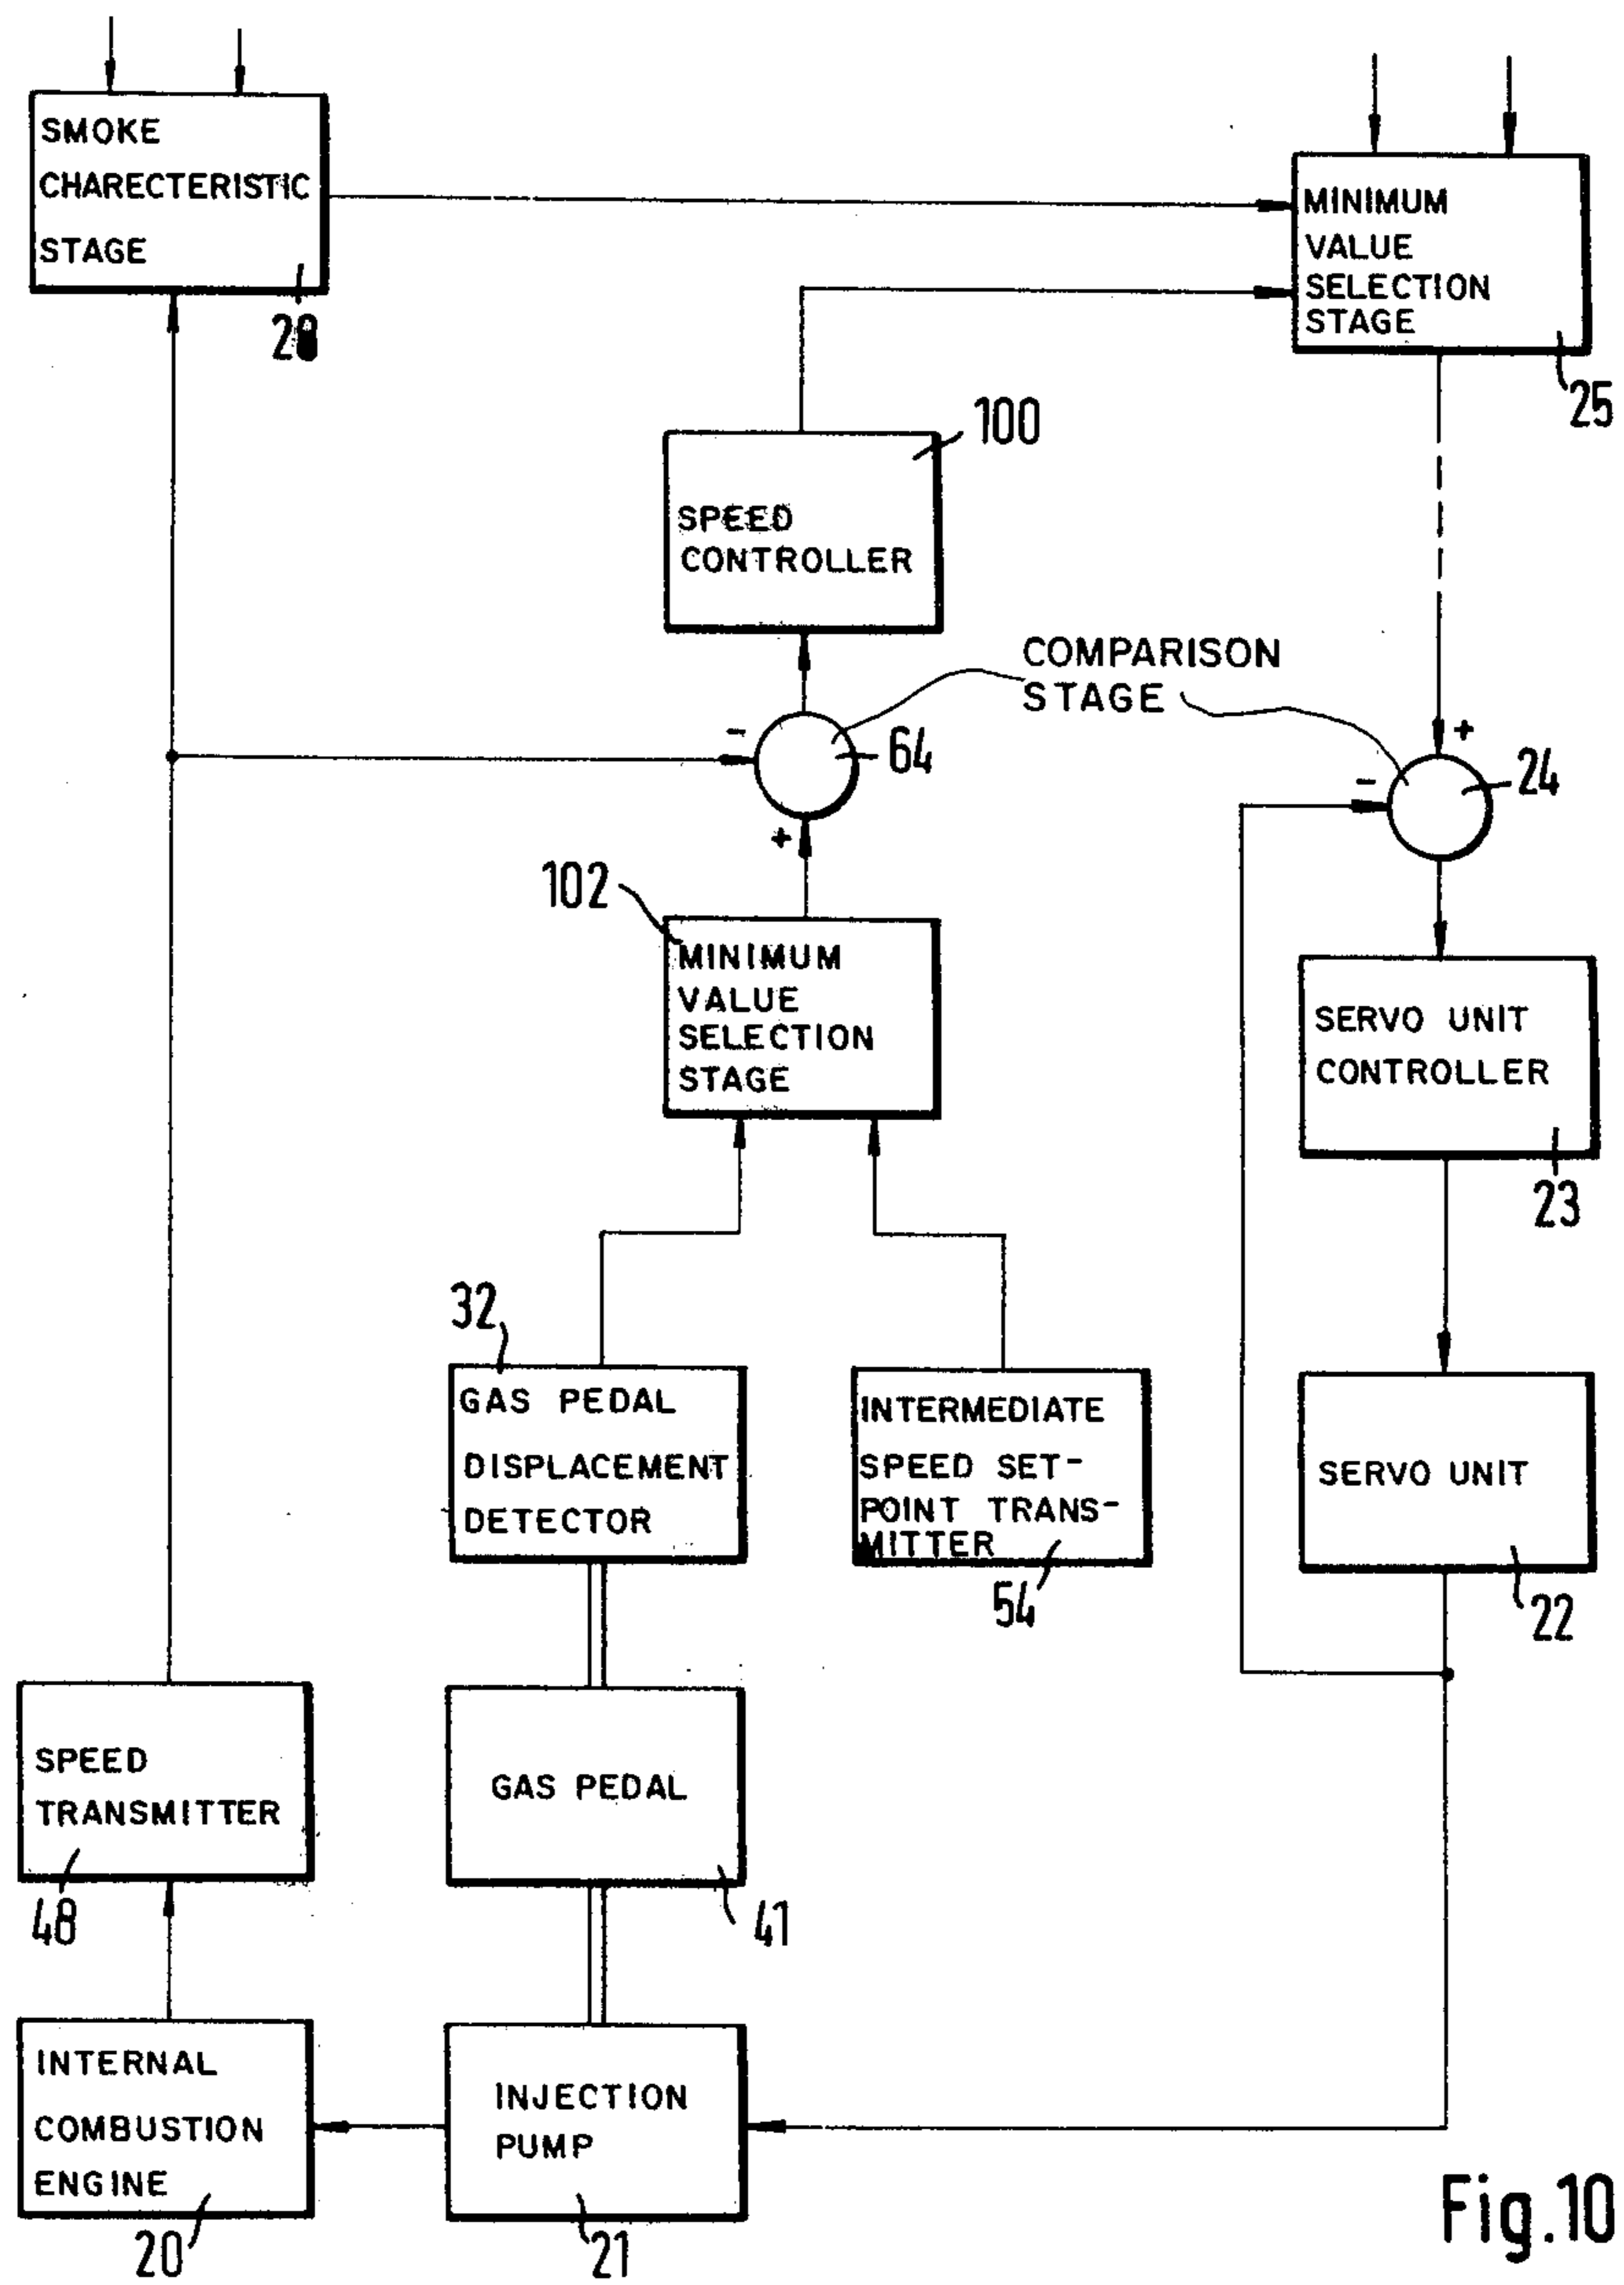 SMOKE
CHARECTERISTIC
STAGE
MINIMUM
VALUE
SELECTION
STAGE
25
100
SPEED
CONTROLLER
COMPARISON
STAGE
-
64
+
+
-
24
102
MINIMUM
VALUE
SELECTION
STAGE
SERVO UNIT
CONTROLLER
23
32
GAS PEDAL
DISPLACEMENT
DETECTOR
INTERMEDIATE
SPEED SET-
POINT TRANS-
MITTER
54
SERVO UNIT
22
SPEED
TRANSMITTER
48
GAS PEDAL
41
INTERNAL
COMBUSTION
ENGINE
20
INJECTION
PUMP
21
Fig.10